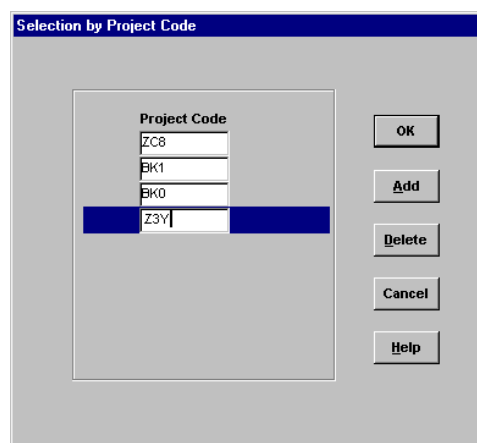 Selection by Project Code
Project Code
ZC8
BK1
BK0
Z3Y
OK
Add
Delete
Cancel
Help